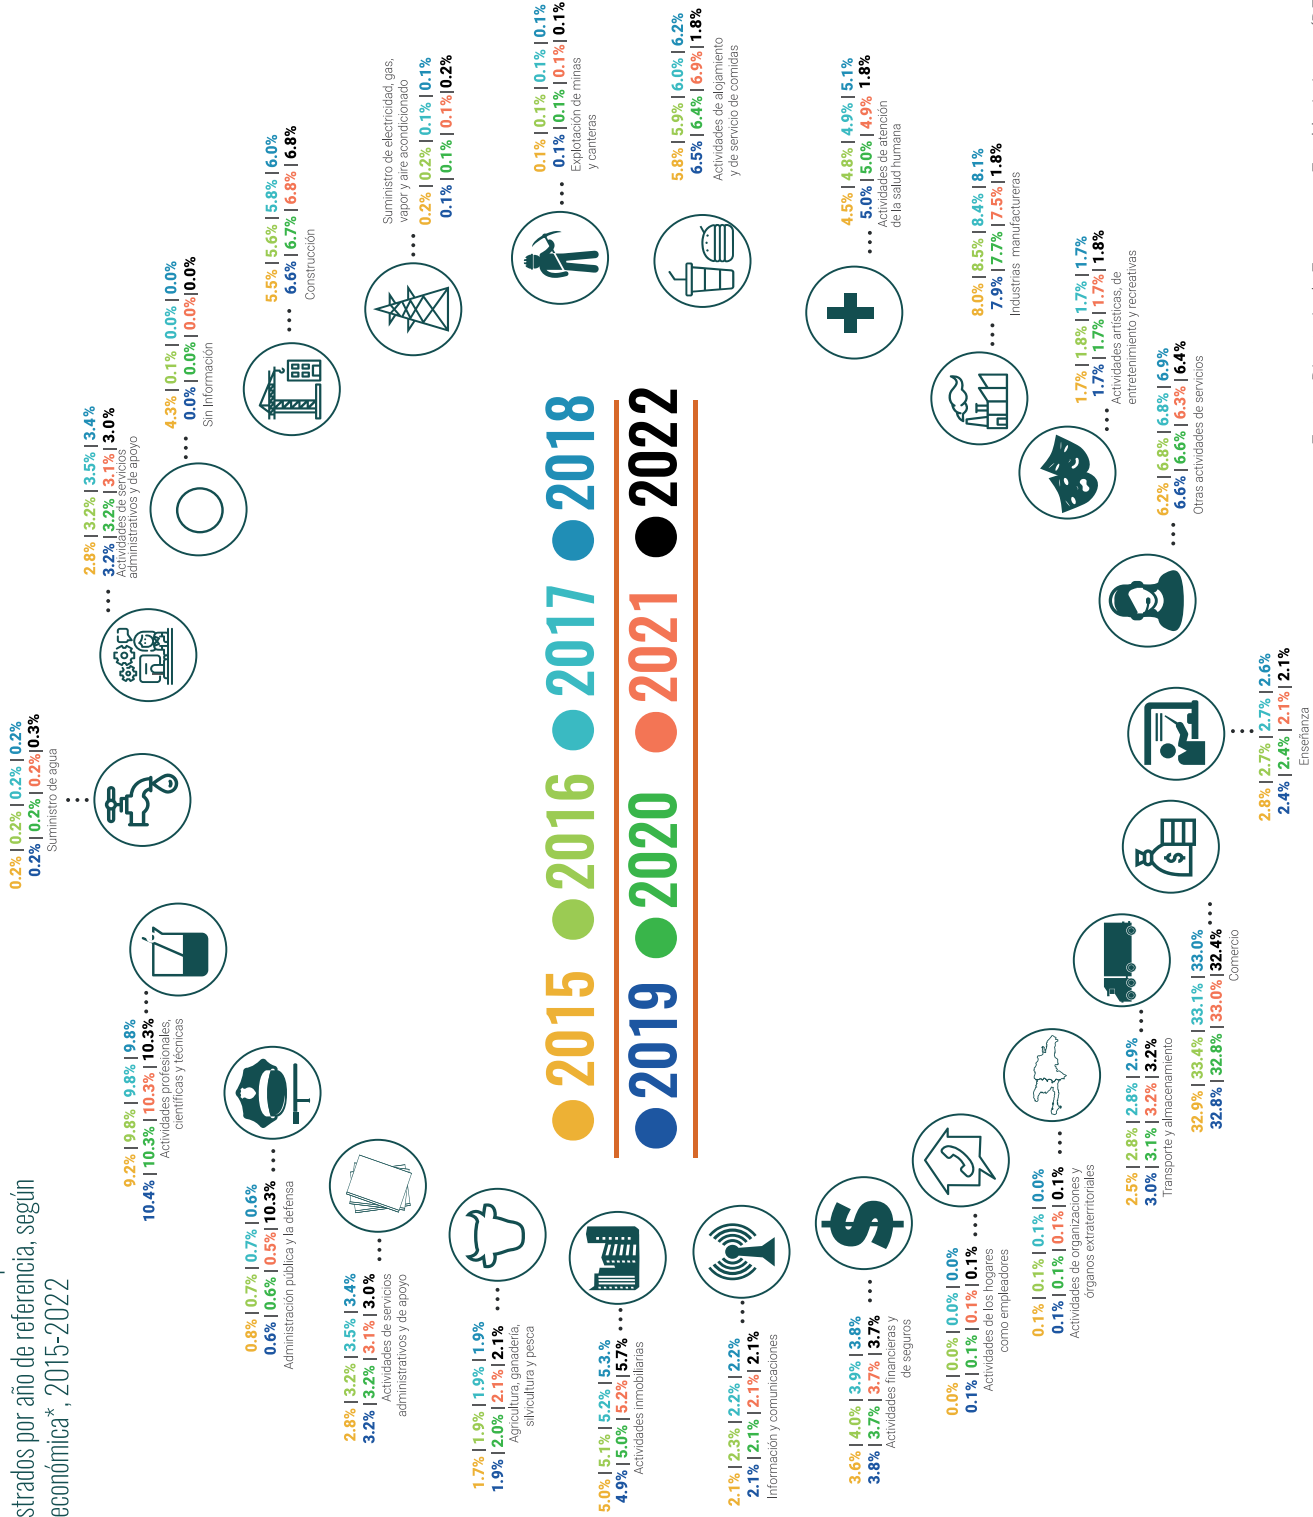 strados por año de referencia, según
económica*, 2015-2022
0.2% | 0.2% | 0.2% | 0.2%
0.2% | 0.2% | 0.2% | 0.3%
Suministro de agua
2.8% | 3.2% | 3.5% | 3.4%
3.2% | 3.2% | 3.1% | 3.0%
Actividades de servicios
administrativos y de apoyo
4.3% | 0.1% | 0.0% | 0.0%
0.0% | 0.0% | 0.0% | 0.0%
Sin Información
5.5% | 5.6% | 5.8% | 6.0%
6.6% | 6.7% | 6.8% | 6.8%
Construcción
Suministro de electricidad, gas,
vapor y aire acondicionado
0.2% | 0.2% | 0.1% | 0.1%
0.1% | 0.1% | 0.1% | 0.2%
0.1% | 0.1% | 0.1% | 0.1%
0.1% | 0.1% | 0.1% | 0.1%
Explotación de minas
y canteras
5.8% | 5.9% | 6.0% | 6.2%
6.5% | 6.4% | 6.9% | 1.8%
Actividades de alojamiento
y de servicio de comidas
4.5% | 4.8% | 4.9% | 5.1%
5.0% | 5.0% | 4.9% | 1.8%
Actividades de atención
de la salud humana
8.0% | 8.5% | 8.4% | 8.1%
7.9% | 7.7% | 7.5% | 1.8%
Industrias manufactureras
1.7% | 1.8% | 1.7% | 1.7%
1.7% | 1.7% | 1.7% | 1.8%
Actividades artísticas, de
entretenimiento y recreativas
6.2% | 6.8% | 6.8% | 6.9%
6.6% | 6.6% | 6.3% | 6.4%
Otras actividades de servicios
2.8% | 2.7% | 2.7% | 2.6%
2.4% | 2.4% | 2.1% | 2.1%
Enseñanza
32.9% | 33.4% | 33.1% | 33.0%
32.8% | 32.8% | 33.0% | 32.4%
Comercio
2.5% | 2.8% | 2.8% | 2.9%
3.0% | 3.1% | 3.2% | 3.2%
Transporte y almacenamiento
0.1% | 0.1% | 0.1% | 0.0%
0.1% | 0.1% | 0.1% | 0.1%
Actividades de organizaciones y
órganos extraterritoriales
0.0% | 0.0% | 0.0% | 0.0%
0.1% | 0.1% | 0.1% | 0.1%
Actividades de los hogares
como empleadores
3.6% | 4.0% | 3.9% | 3.8%
3.8% | 3.7% | 3.7% | 3.7%
Actividades financieras y
de seguros
2.1% | 2.3% | 2.2% | 2.2%
2.1% | 2.1% | 2.1% | 2.1%
Información y comunicaciones
5.0% | 5.1% | 5.2% | 5.3%
4.9% | 5.0% | 5.2% | 5.7%
Actividades inmobiliarias
1.7% | 1.9% | 1.9% | 1.9%
1.9% | 2.0% | 2.1% | 2.1%
Agricultura, ganadería,
silvicultura y pesca
2.8% | 3.2% | 3.5% | 3.4%
3.2% | 3.2% | 3.1% | 3.0%
Actividades de servicios
administrativos y de apoyo
0.8% | 0.7% | 0.7% | 0.6%
0.6% | 0.6% | 0.5% | 10.3%
Administración pública y la defensa
9.2% | 9.8% | 9.8% | 9.8%
10.4% | 10.3% | 10.3% | 10.3%
Actividades profesionales,
científicas y técnicas
2015 2016 2017 2018
2019 2020 2021 2022